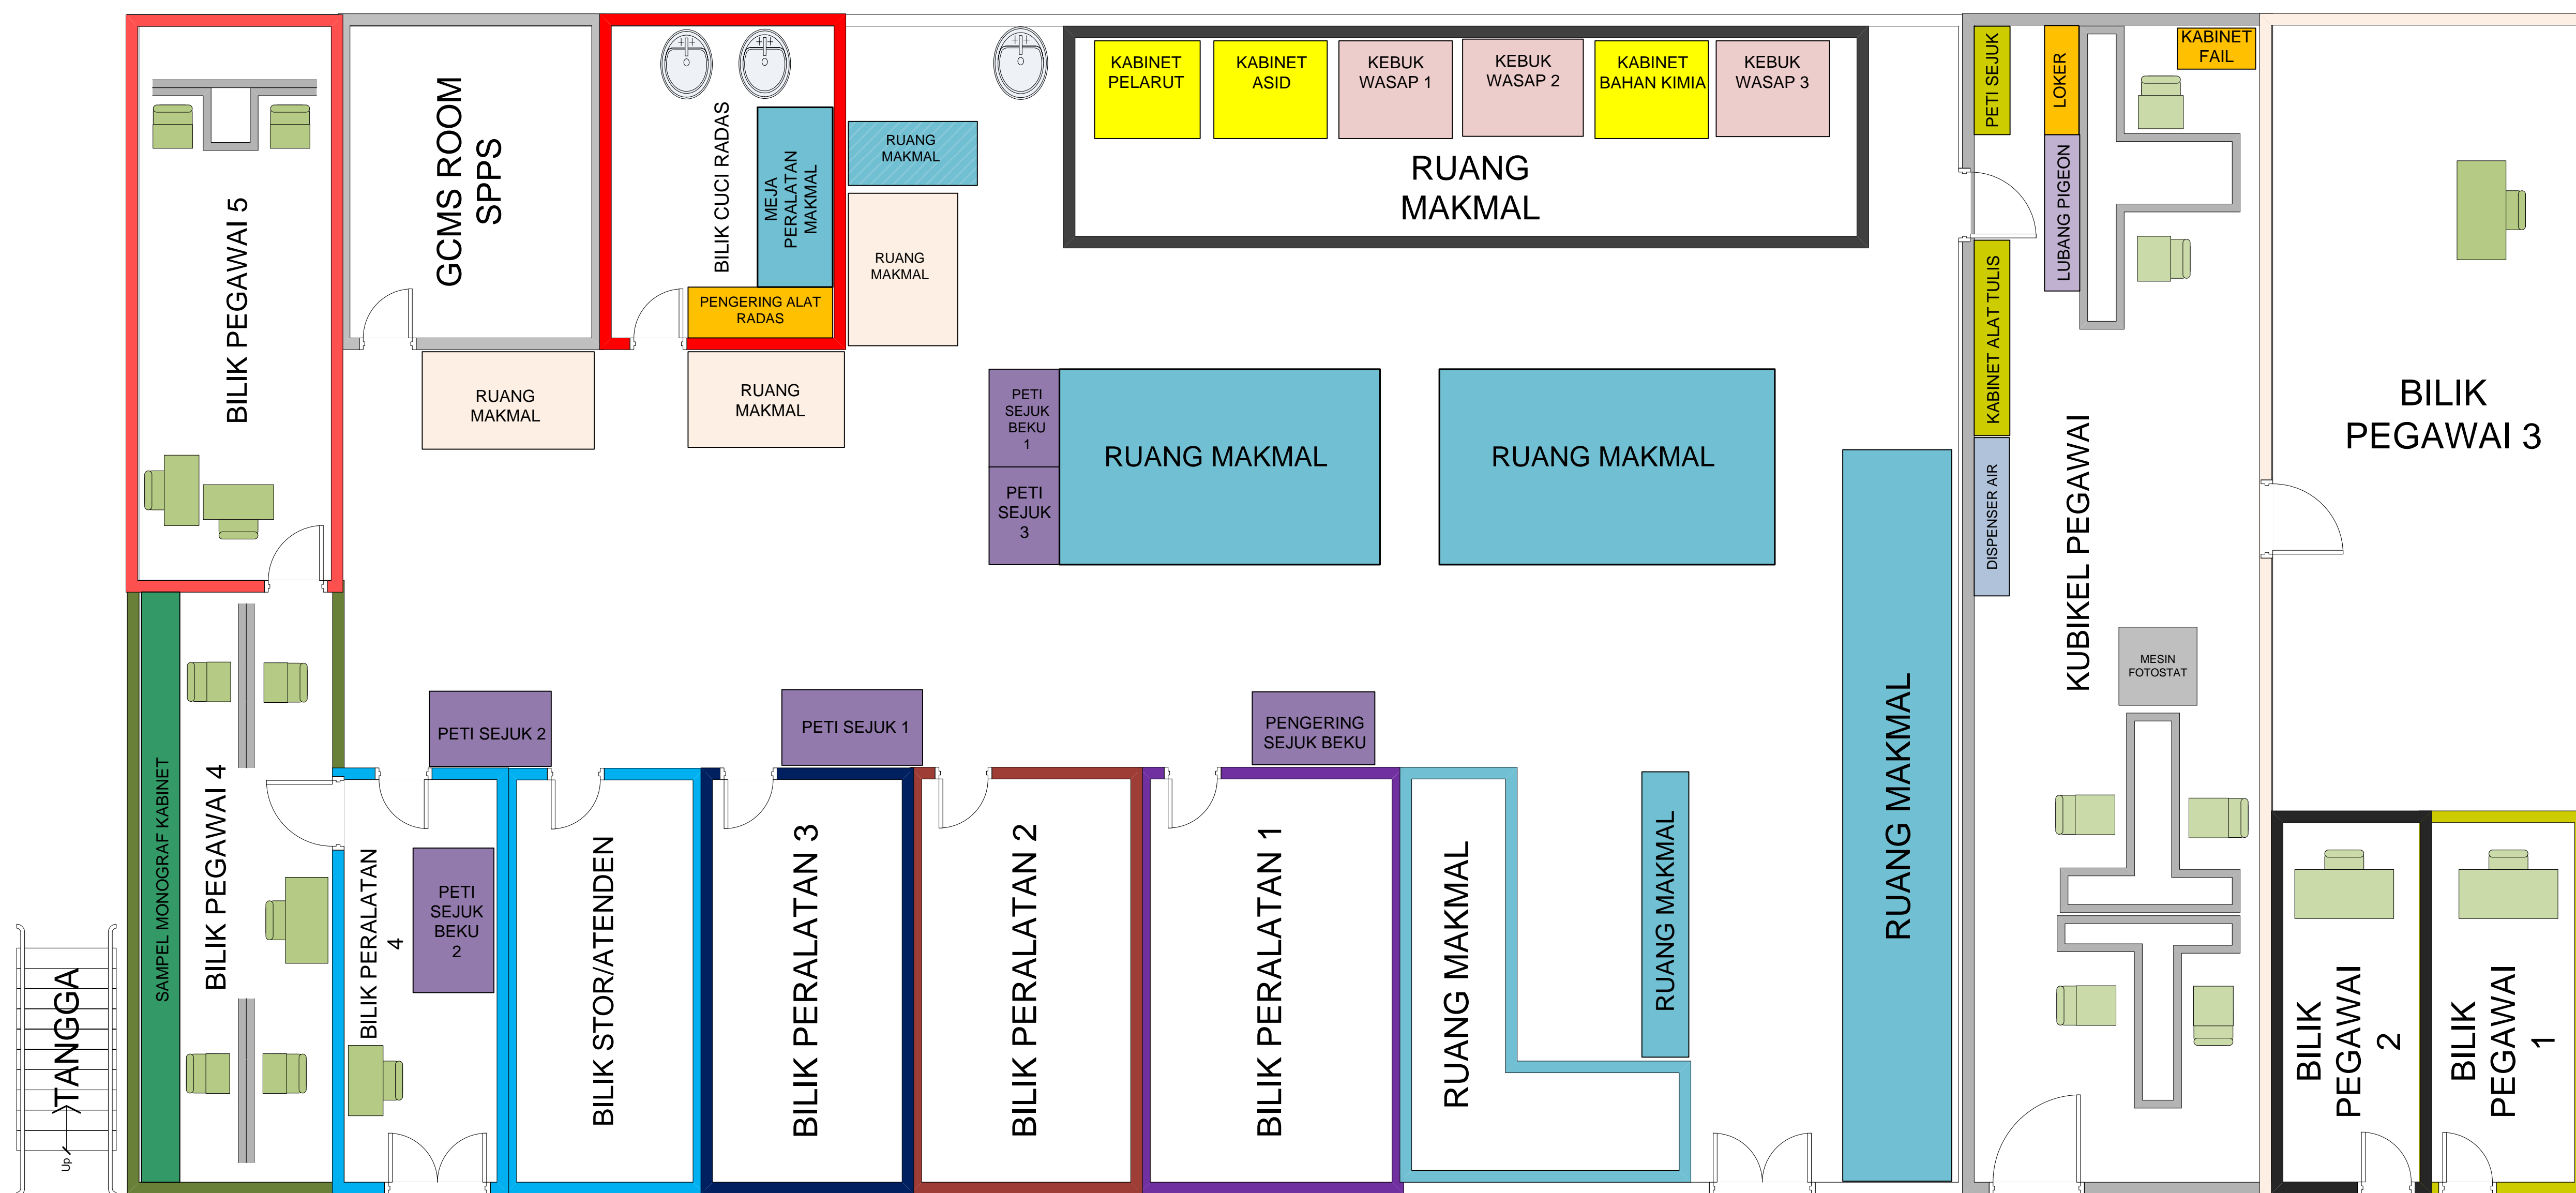 KABINET
PELARUT
KABINET
ASID
KEBUK
WASAP 1
KEBUK
WASAP 2
KABINET
BAHAN KIMIA
KEBUK
WASAP 3
RUANG
MAKMAL
PETI SEJUK
LOKER
KABINET
FAIL
LUBANG PIGEON
KABINET ALAT TULIS
DISPENSER AIR
KUBIKEL PEGAWAI
MESIN
FOTOSTAT
BILIK
PEGAWAI 3
BILIK
PEGAWAI
2
BILIK
PEGAWAI
1
BILIK PEGAWAI 5
GCMS ROOM
SPPS
BILIK CUCI RADAS
MEJA
PERALATAN
MAKMAL
PENGERING ALAT
RADAS
RUANG
MAKMAL
RUANG
MAKMAL
RUANG
MAKMAL
RUANG
MAKMAL
PETI
SEJUK
BEKU
1
PETI
SEJUK
3
RUANG MAKMAL
RUANG MAKMAL
RUANG MAKMAL
PETI SEJUK 2
PETI SEJUK 1
PENGERING
SEJUK BEKU
SAMPEL MONOGRAF KABINET
BILIK PEGAWAI 4
BILIK PERALATAN
4
PETI
SEJUK
BEKU
2
BILIK STOR/ATENDEN
BILIK PERALATAN 3
BILIK PERALATAN 2
BILIK PERALATAN 1
RUANG MAKMAL
RUANG MAKMAL
TANGGA
Up